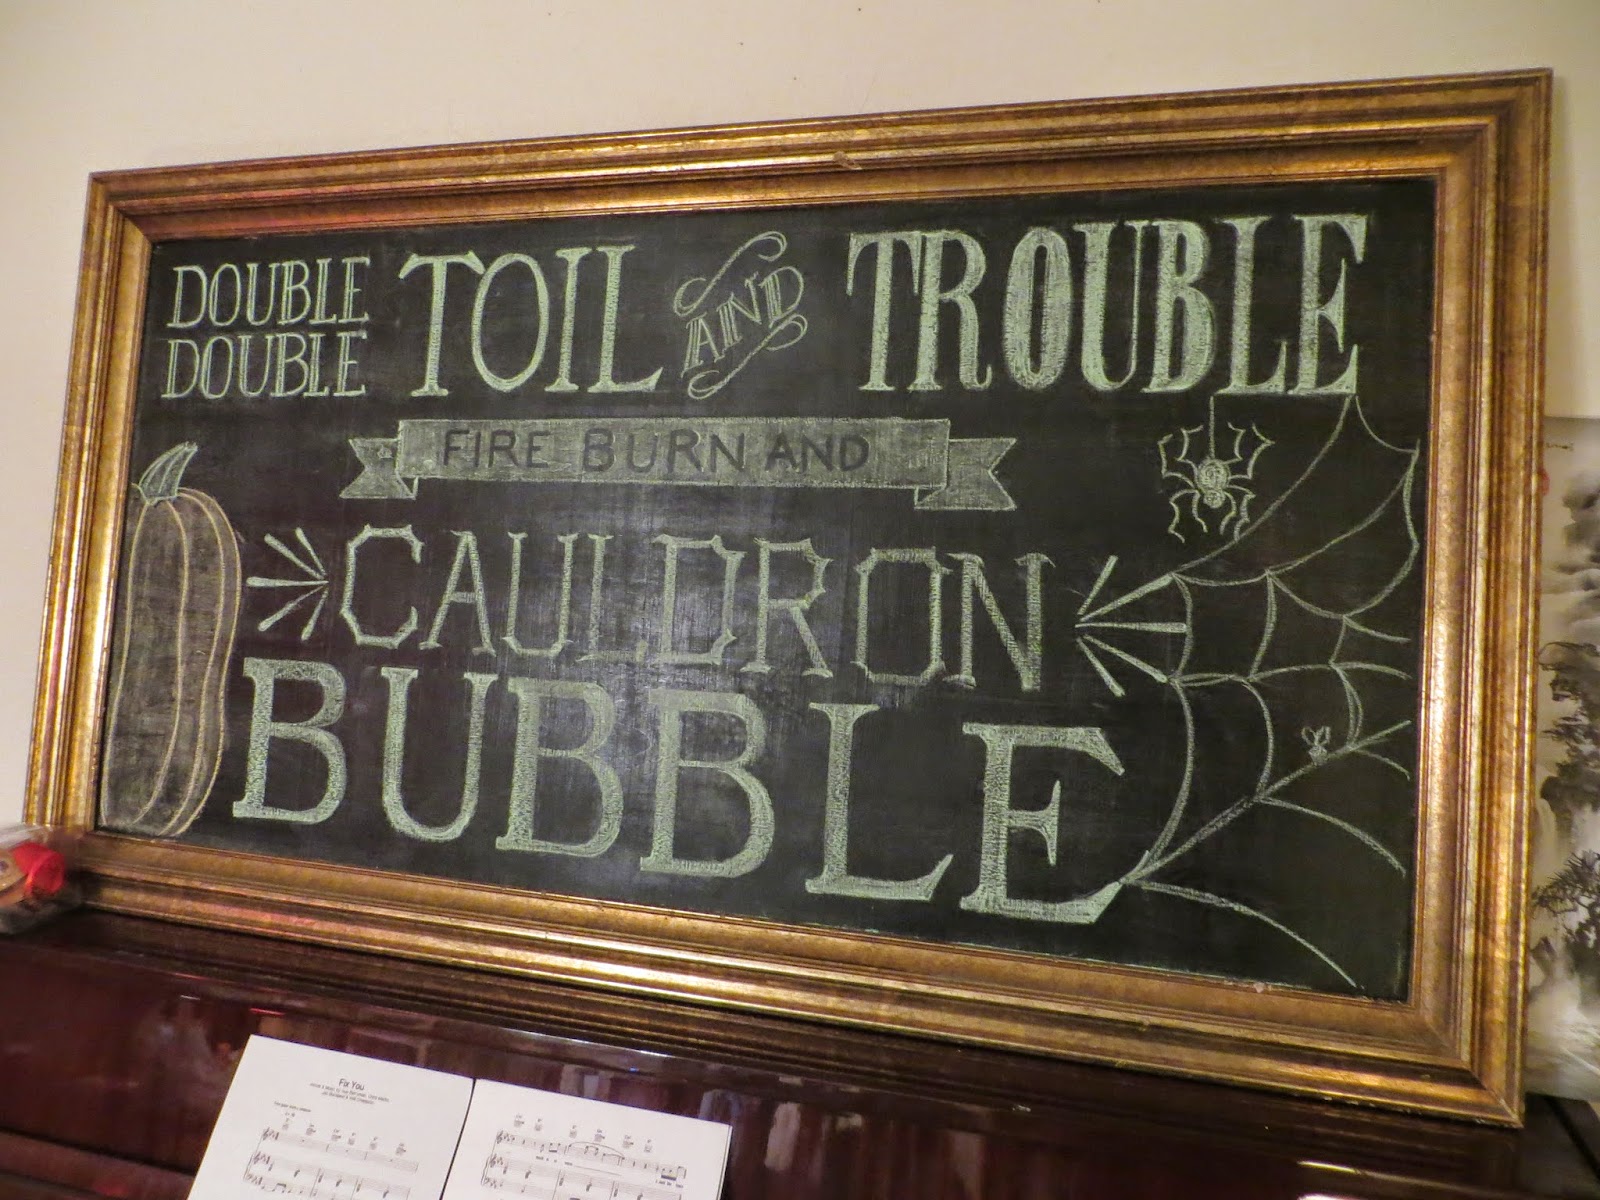 DOUBLE
DOUBLE
TOIL AND TROUBLE
FIRE BURN AND
CAULDRON
BUBBLE
Fix You